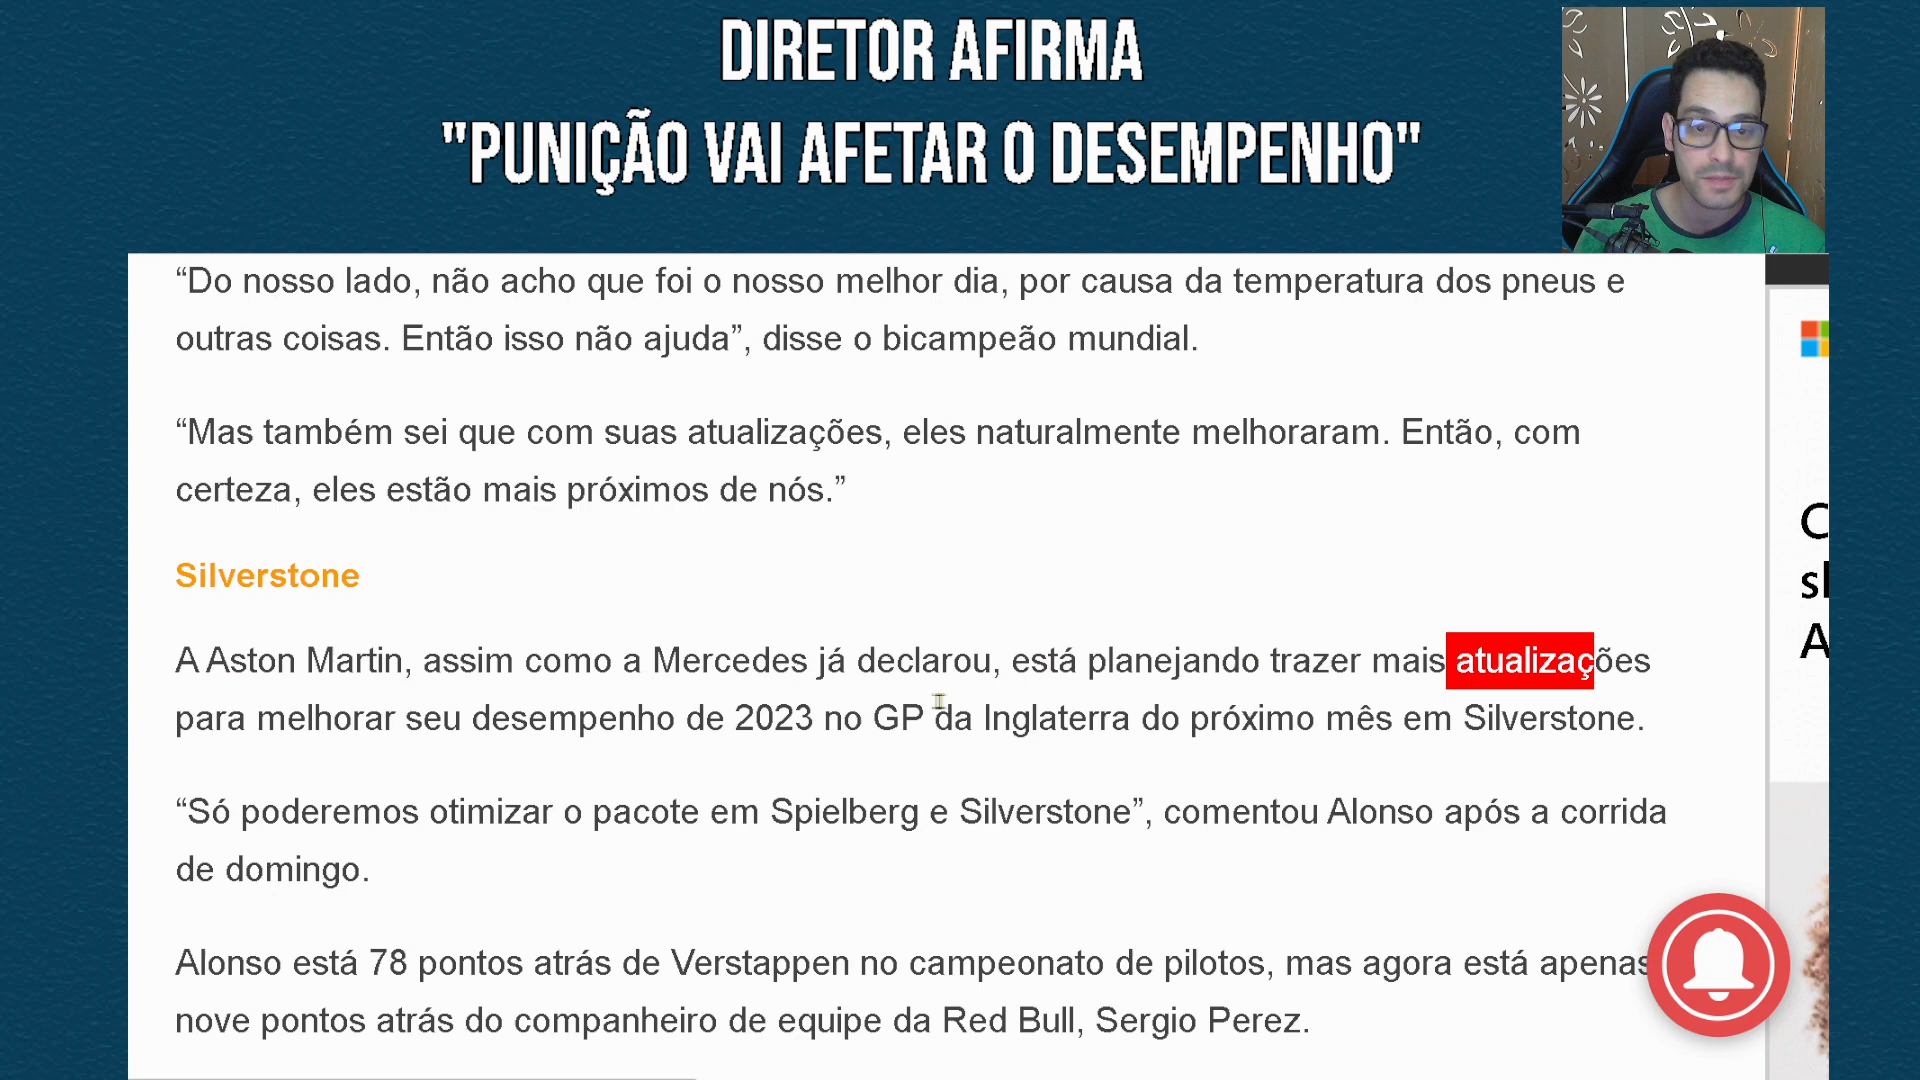 DIRETOR AFIRMA
"PUNIÇÃO VAI AFETAR O DESEMPENHO"
“Do nosso lado, não acho que foi o nosso melhor dia, por causa da temperatura dos pneus e
outras coisas. Então isso não ajuda”, disse o bicampeão mundial.
“Mas também sei que com suas atualizações, eles naturalmente melhoraram. Então, com
certeza, eles estão mais próximos de nós.”
Silverstone
A Aston Martin, assim como a Mercedes já declarou, está planejando trazer mais atualizações
para melhorar seu desempenho de 2023 no GP da Inglaterra do próximo mês em Silverstone.
“Só poderemos otimizar o pacote em Spielberg e Silverstone”, comentou Alonso após a corrida
de domingo.
Alonso está 78 pontos atrás de Verstappen no campeonato de pilotos, mas agora está apenas
nove pontos atrás do companheiro de equipe da Red Bull, Sergio Perez.